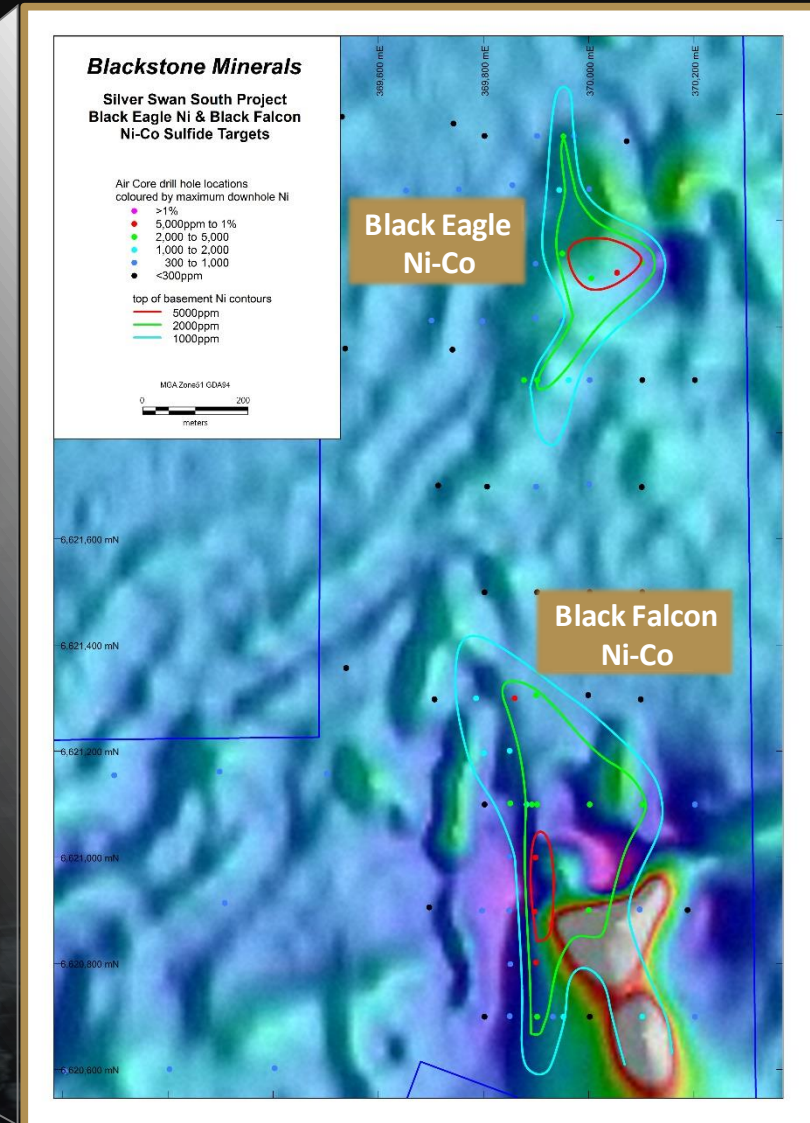 Blackstone Minerals
Silver Swan South Project
Black Eagle Ni & Black Falcon
Ni-Co Sulfide Targets
Air Core drill hole locations
coloured by maximum downhole Ni
>1%
5,000ppm to 1%
2,000 to 5,000
1,000 to 2,000
300 to 1,000
<300ppm
top of basement Ni contours
5000ppm
2000ppm
1000ppm
MGA Zone51 GDA94
0 200
meters
369,600 mE
369,800 mE
370,000 mE
370,200 mE
Black Eagle
Ni-Co
6,621,600 mN
Black Falcon
Ni-Co
6,621,400 mN
6,621,200 mN
6,621,000 mN
6,620,800 mN
6,620,600 mN